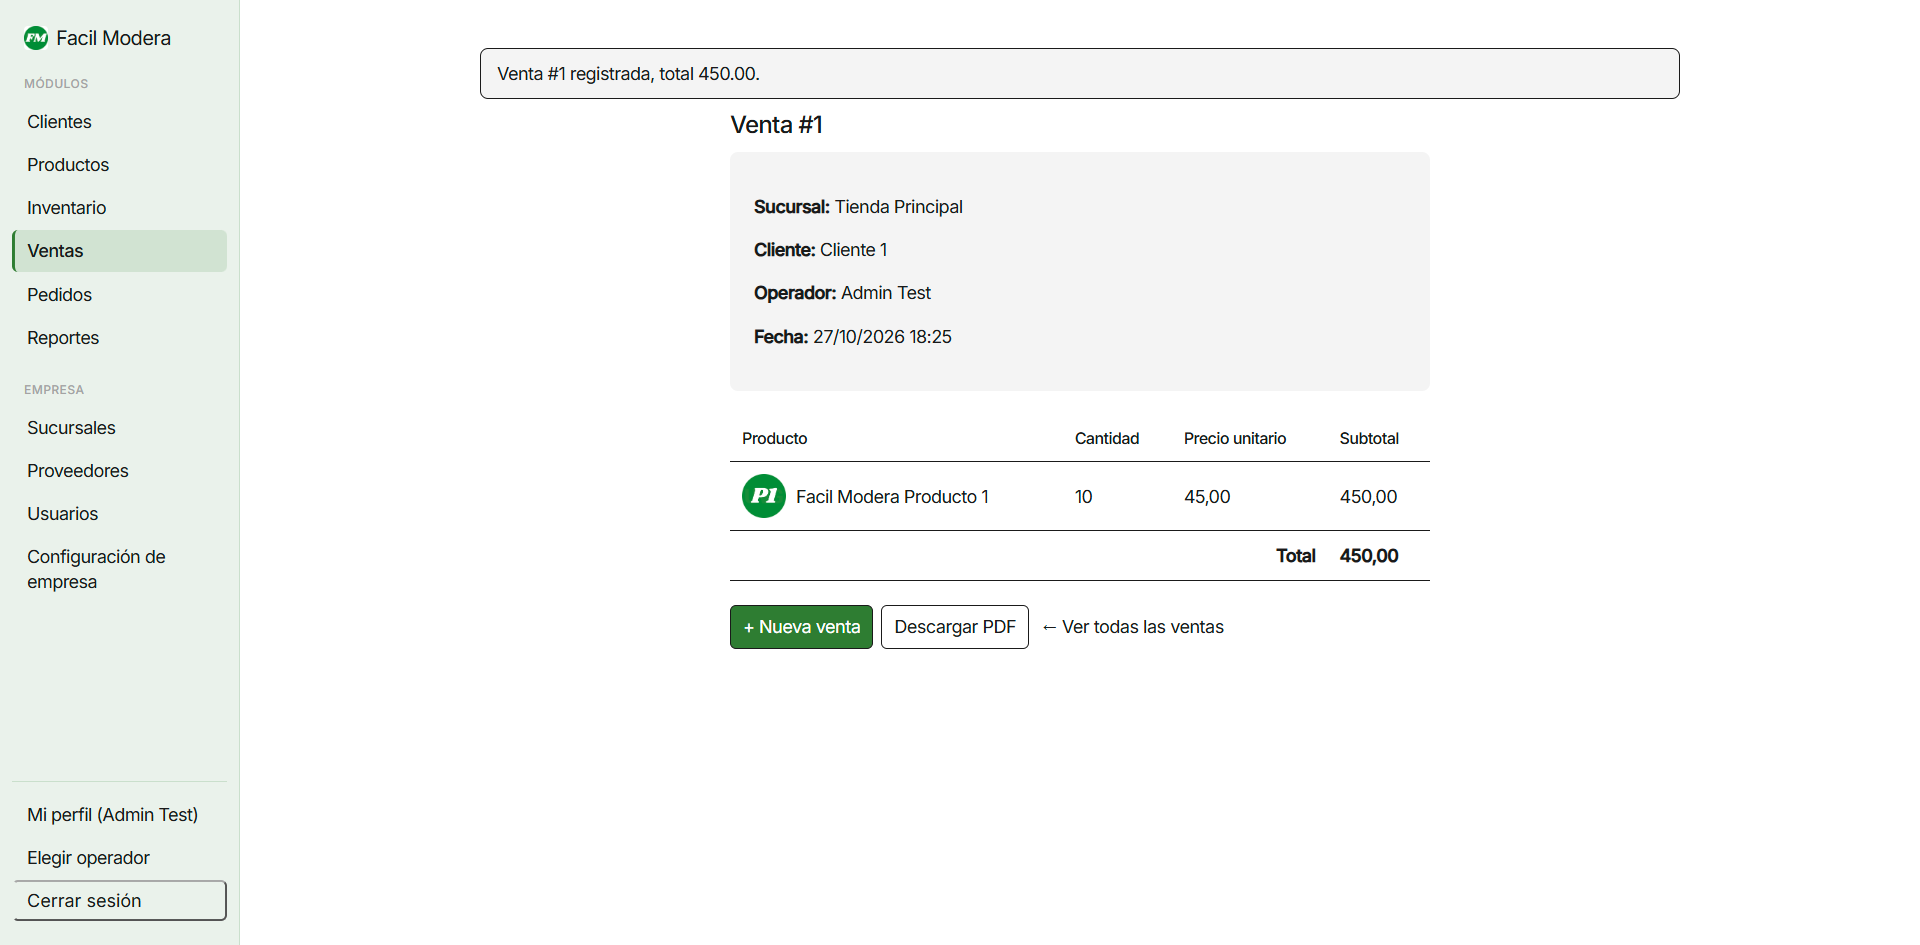 FM Facil Modera
MÓDULOS
Clientes
Productos
Inventario
Ventas
Pedidos
Reportes
EMPRESA
Sucursales
Proveedores
Usuarios
Configuración de
empresa
Mi perfil (Admin Test)
Elegir operador
Cerrar sesión
Venta #1 registrada, total 450.00.
Venta #1
Sucursal: Tienda Principal
Cliente: Cliente 1
Operador: Admin Test
Fecha: 27/10/2026 18:25
Producto Cantidad Precio unitario Subtotal
P1 Facil Modera Producto 1 10 45,00 450,00
Total 450,00
+ Nueva venta Descargar PDF ← Ver todas las ventas